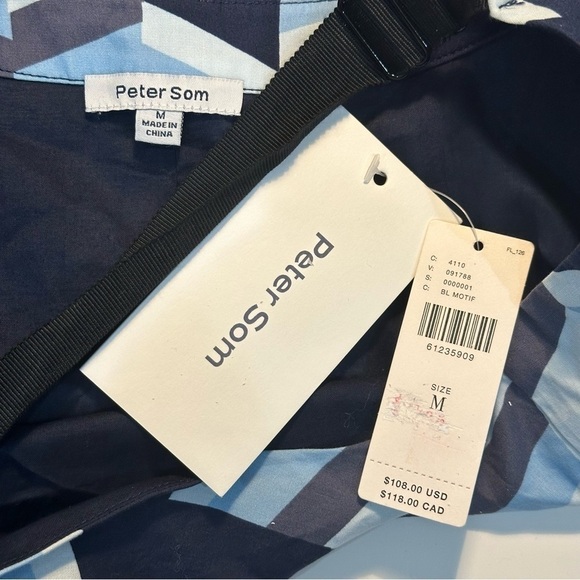 Peter Som
M
MADE IN
CHINA
Peter Som
FL_126
C: 4110
V: 091788
S: 0000001
C: BL MOTIF
61235909
SIZE
M
$108.00 USD
$118.00 CAD